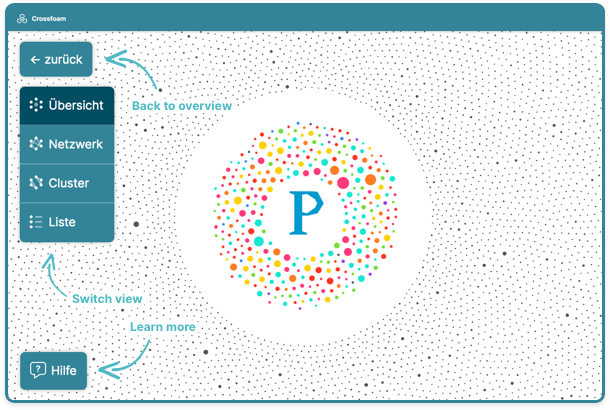 Crossfoam
← zurück
Back to overview
Übersicht
Netzwerk
Cluster
Liste
P
Switch view
Learn more
? Hilfe